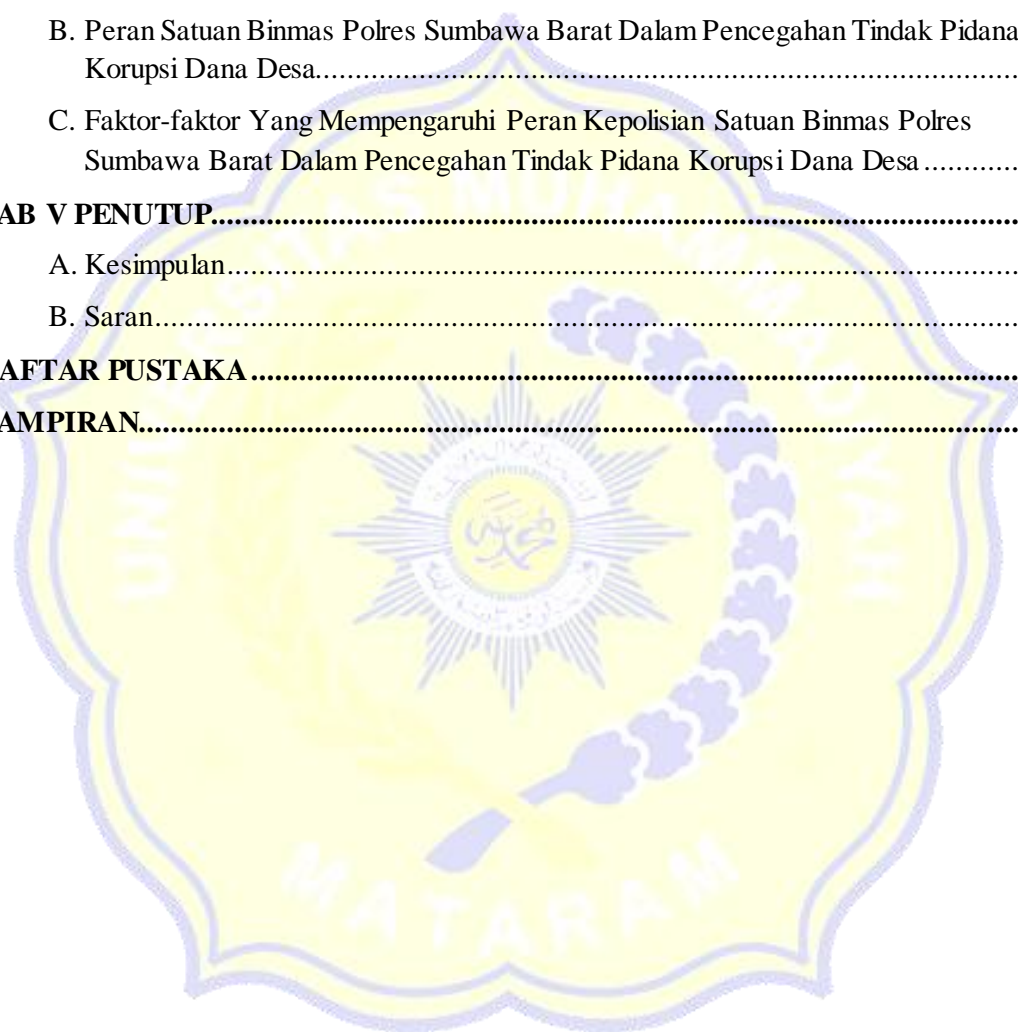 B. Peran Satuan Binmas Polres Sumbawa Barat Dalam Pencegahan Tindak Pidana
Korupsi Dana Desa................................................................................
C. Faktor-faktor Yang Mempengaruhi Peran Kepolisian Satuan Binmas Polres
Sumbawa Barat Dalam Pencegahan Tindak Pidana Korupsi Dana Desa............
AB V PENUTUP................................................................................
A. Kesimpulan................................................................................
B. Saran................................................................................
AFTAR PUSTAKA................................................................................
AMPIRAN................................................................................
UNIVERSITAS MUHAMMADIYAH
MATARAM